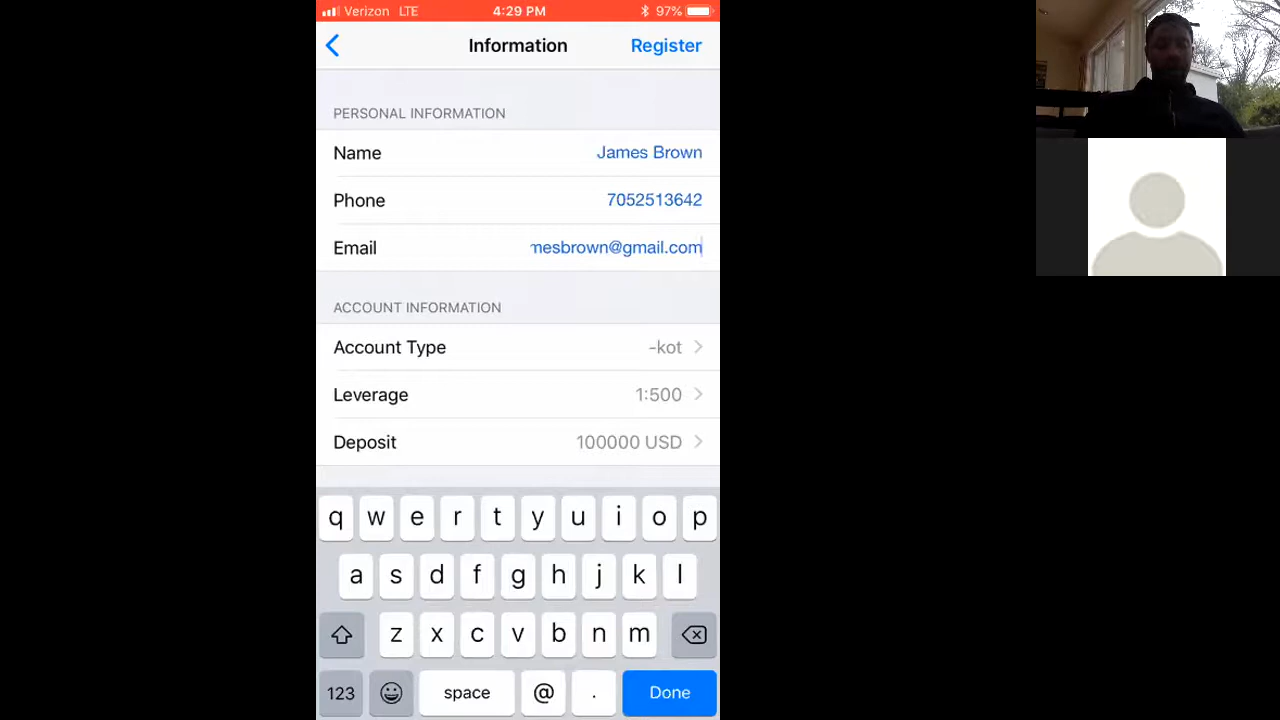 Verizon LTE 4:29 PM 97%
Information Register
PERSONAL INFORMATION
Name James Brown
Phone 7052513642
Email mesbrown@gmail.com
ACCOUNT INFORMATION
Account Type -kot
Leverage 1:500
Deposit 100000 USD
q w e r t y u i o p
a s d f g h j k l
z x c v b n m
123 space @ . Done